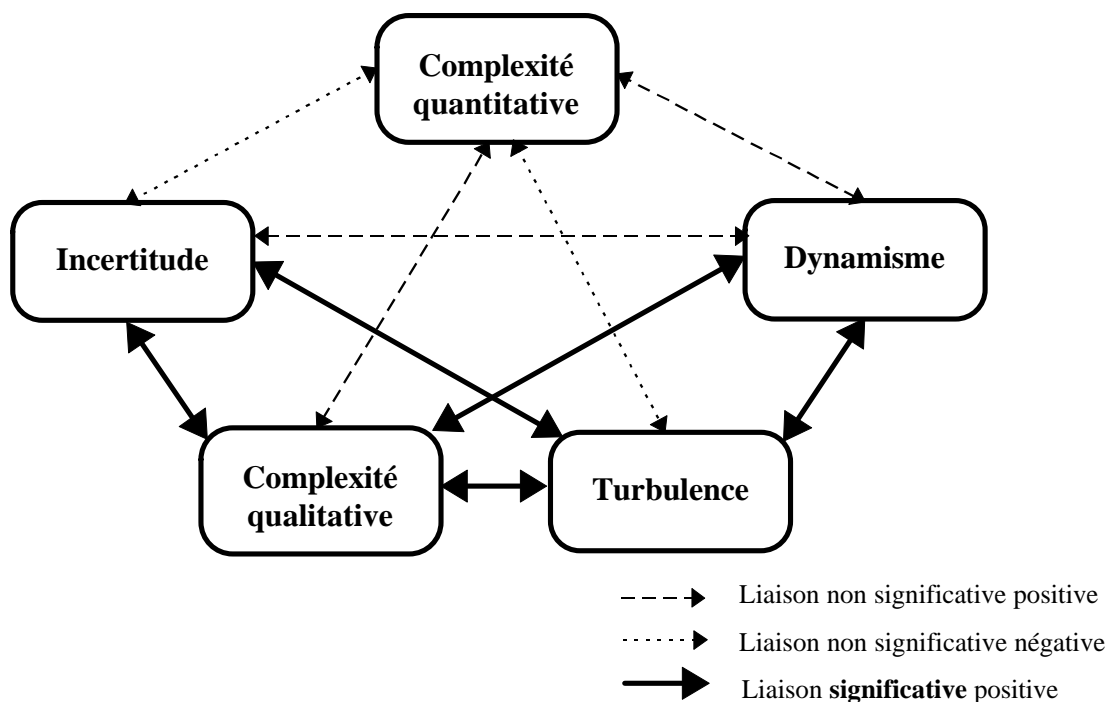 Complexité
quantitative
Incertitude
Dynamisme
Complexité
qualitative
Turbulence
Liaison non significative positive
Liaison non significative négative
Liaison significative positive